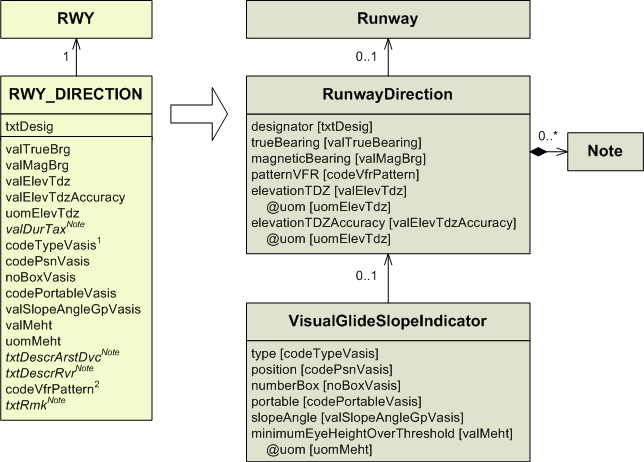 RWY
1
RWY_DIRECTION
txtDesig
valTrueBrg
valMagBrg
valElevTdz
valElevTdzAccuracy
uomElevTdz
valDurTaxNote
codeTypeVasis1
codePsnVasis
noBoxVasis
codePortableVasis
valSlopeAngleGpVasis
valMeht
uomMeht
txtDescrArstDvcNote
txtDescrRvrNote
codeVfrPattern2
txtRmkNote
Runway
0..1
RunwayDirection
designator [txtDesig]
trueBearing [valTrueBearing]
magneticBearing [valMagBrg]
patternVFR [codeVfrPattern]
elevationTDZ [valElevTdz]
@uom [uomElevTdz]
elevationTDZAccuracy [valElevTdzAccuracy]
@uom [uomElevTdz]
0..*
Note
0..1
VisualGlideSlopeIndicator
type [codeTypeVasis]
position [codePsnVasis]
numberBox [noBoxVasis]
portable [codePortableVasis]
slopeAngle [valSlopeAngleGpVasis]
minimumEyeHeightOverThreshold [valMeht]
@uom [uomMeht]